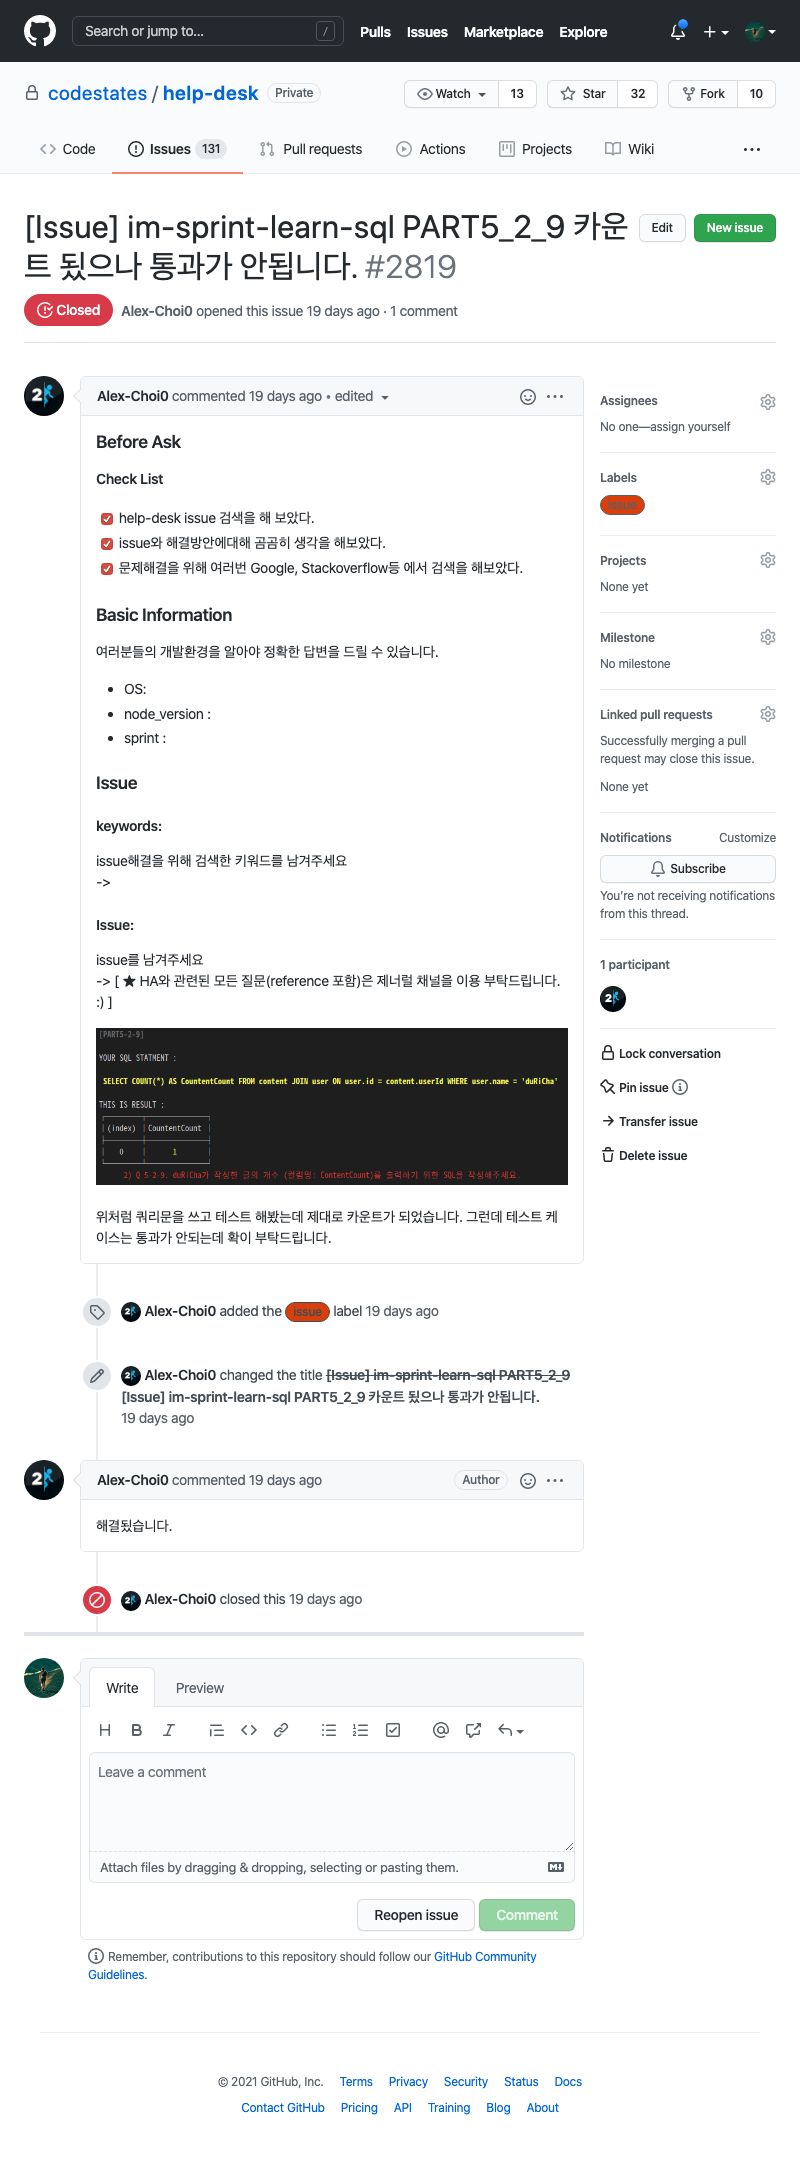 Search or jump to... /
Pulls Issues Marketplace Explore
codestates / help-desk Private
Watch 13 Star 32 Fork 10
Code Issues 131 Pull requests Actions Projects Wiki ...
[Issue] im-sprint-learn-sql PART5_2_9 카운
트 됬으나 통과가 안됩니다. #2819
Edit New issue
Closed Alex-Choi0 opened this issue 19 days ago · 1 comment
Alex-Choi0 commented 19 days ago • edited
Before Ask
Check List
help-desk issue 검색을 해 보았다.
issue와 해결방안에대해 곰곰히 생각을 해보았다.
문제해결을 위해 여러번 Google, Stackoverflow등 에서 검색을 해보았다.
Basic Information
여러분들의 개발환경을 알아야 정확한 답변을 드릴 수 있습니다.
• OS:
• node_version :
• sprint :
Issue
keywords:
issue해결을 위해 검색한 키워드를 남겨주세요
->
Issue:
issue를 남겨주세요
-> [ ★ HA와 관련된 모든 질문(reference 포함)은 제너럴 채널을 이용 부탁드립니다.
:) ]
[PART5-2-9]
YOUR SQL STATMENT :
SELECT COUNT(*) AS CountentCount FROM content JOIN user ON user.id = content.userId WHERE user.name = 'duRiCha'
THIS IS RESULT :
(index) CountentCount
0 1
2) Q 5-2-9. duRiCha가 작성한 글의 개수 (컬럼명: ContentCount)을 출력하기 위한 SQL을 작성해주세요.
위처럼 쿼리문을 쓰고 테스트 해봤는데 제대로 카운트가 되었습니다. 그런데 테스트 케
이스는 통과가 안되는데 확이 부탁드립니다.
Alex-Choi0 added the issue label 19 days ago
Alex-Choi0 changed the title [Issue] im-sprint-learn-sql PART5_2_9
[Issue] im-sprint-learn-sql PART5_2_9 카운트 됬으나 통과가 안됩니다.
19 days ago
Alex-Choi0 commented 19 days ago Author
해결됬습니다.
Alex-Choi0 closed this 19 days ago
Write Preview
Leave a comment
Attach files by dragging & dropping, selecting or pasting them.
Reopen issue Comment
Remember, contributions to this repository should follow our GitHub Community
Guidelines.
Assignees
No one—assign yourself
Labels
issue
Projects
None yet
Milestone
No milestone
Linked pull requests
Successfully merging a pull
request may close this issue.
None yet
Notifications Customize
Subscribe
You're not receiving notifications
from this thread.
1 participant
Lock conversation
Pin issue
Transfer issue
Delete issue
© 2021 GitHub, Inc. Terms Privacy Security Status Docs
Contact GitHub Pricing API Training Blog About